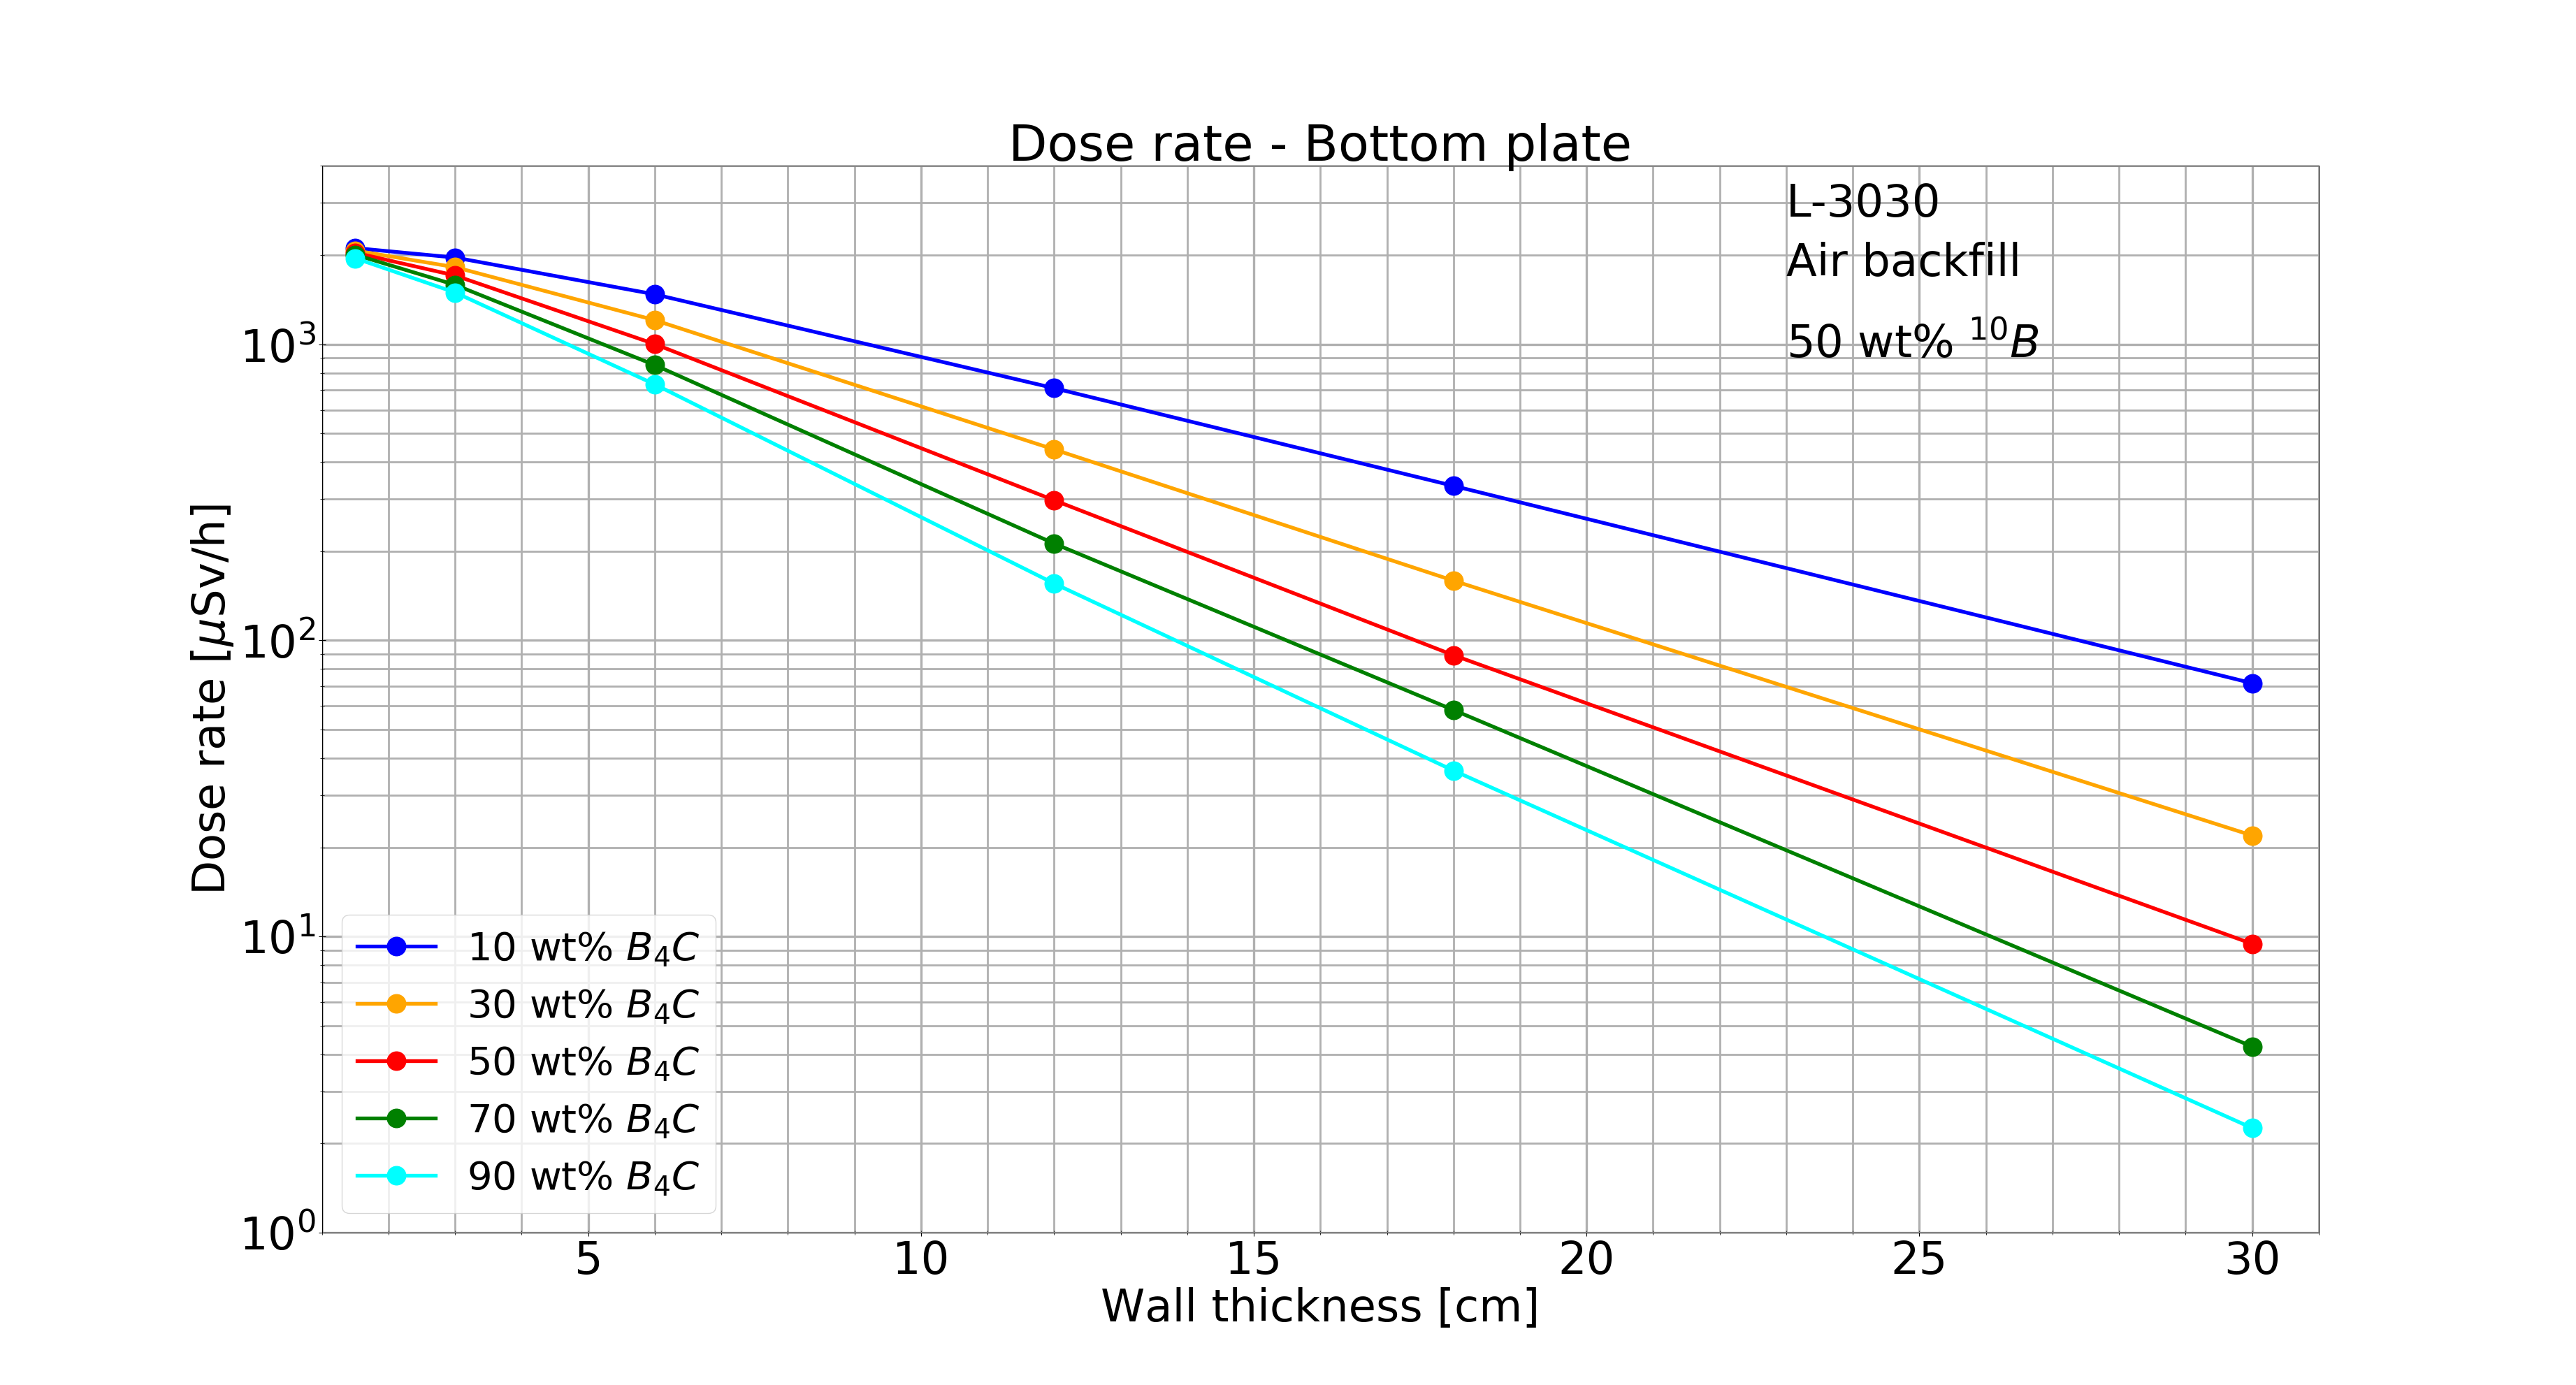 Dose rate - Bottom plate
L-3030
Air backfill
50 wt% ¹⁰B
Dose rate [μSv/h]
10³
10²
10¹
10⁰
10 wt% B₄C
30 wt% B₄C
50 wt% B₄C
70 wt% B₄C
90 wt% B₄C
5 10 15 20 25 30
Wall thickness [cm]